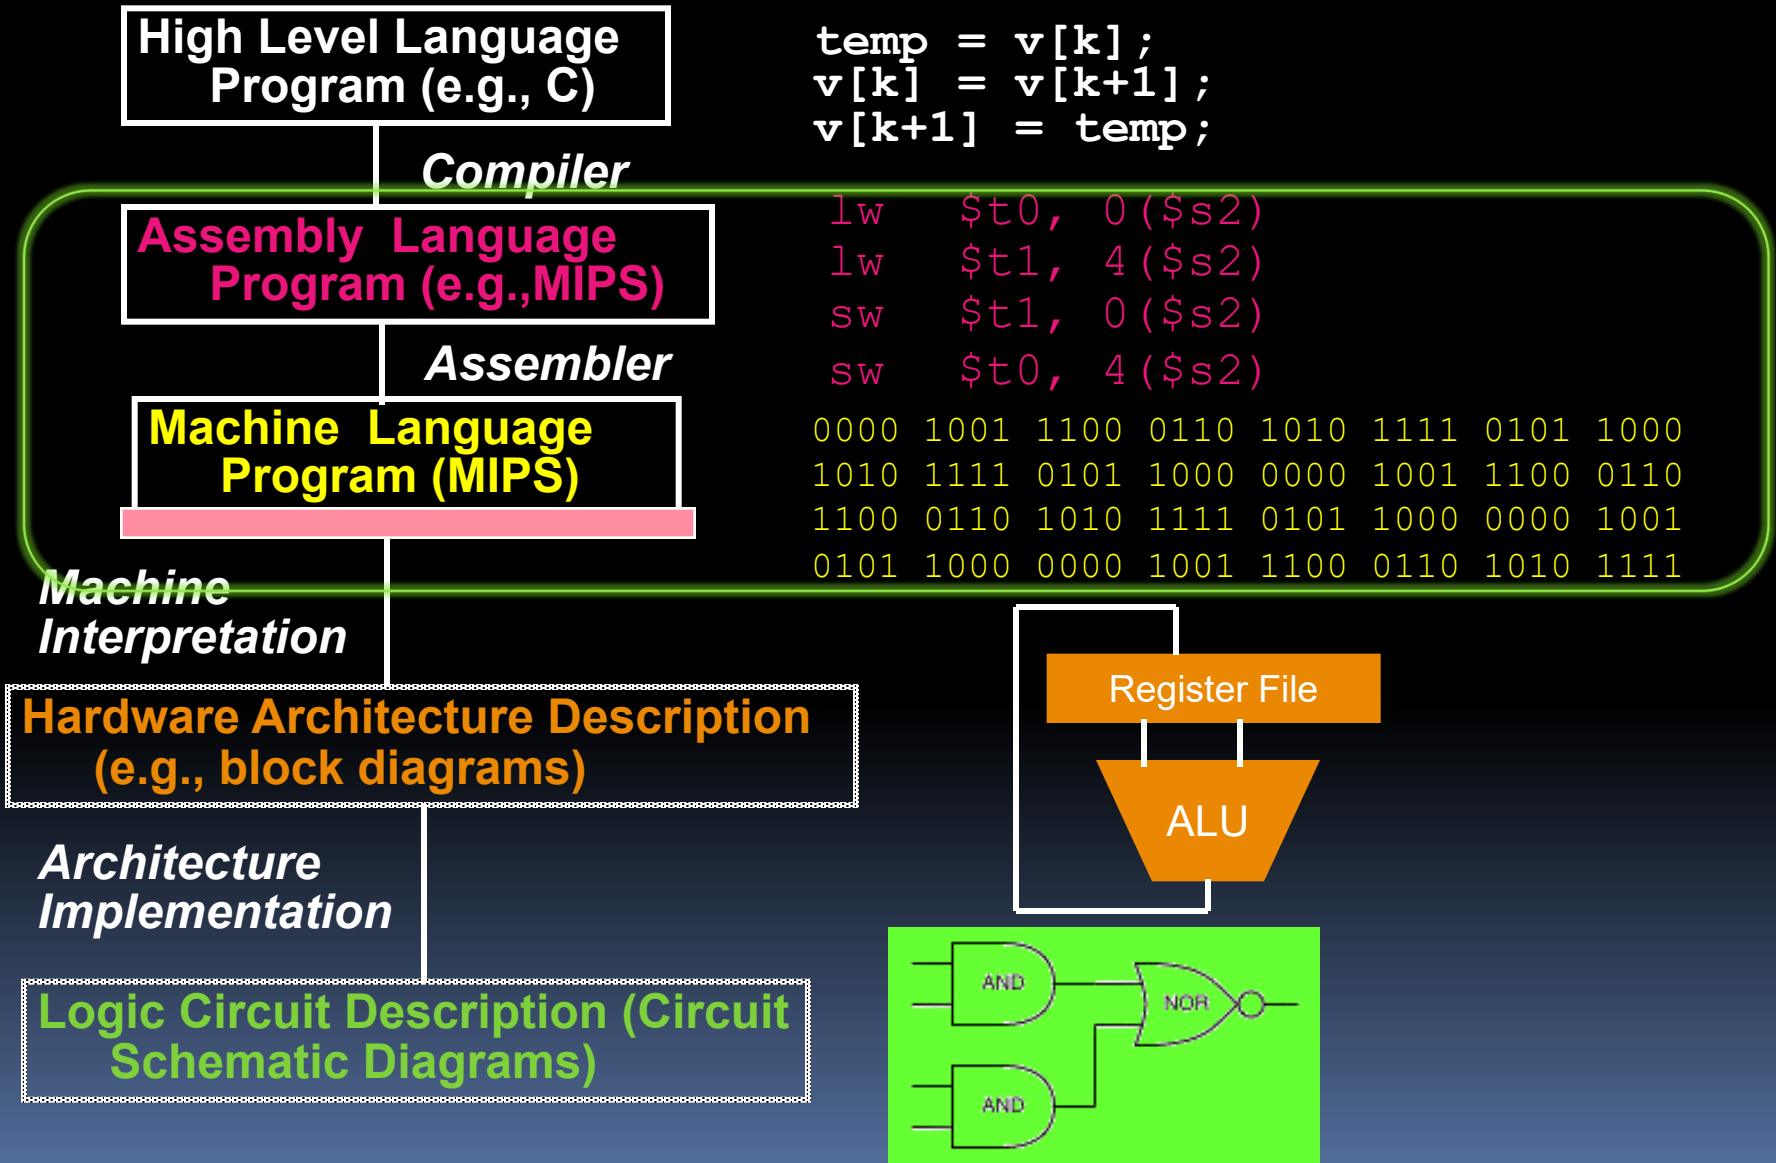 High Level Language
Program (e.g., C)
temp = v[k];
v[k] = v[k+1];
v[k+1] = temp;
Compiler
Assembly Language
Program (e.g.,MIPS)
lw $t0, 0($s2)
lw $t1, 4($s2)
sw $t1, 0($s2)
sw $t0, 4($s2)
Assembler
Machine Language
Program (MIPS)
0000 1001 1100 0110 1010 1111 0101 1000
1010 1111 0101 1000 0000 1001 1100 0110
1100 0110 1010 1111 0101 1000 0000 1001
0101 1000 0000 1001 1100 0110 1010 1111
Machine
Interpretation
Hardware Architecture Description
(e.g., block diagrams)
Register File
ALU
Architecture
Implementation
Logic Circuit Description (Circuit
Schematic Diagrams)
AND
NOR
AND